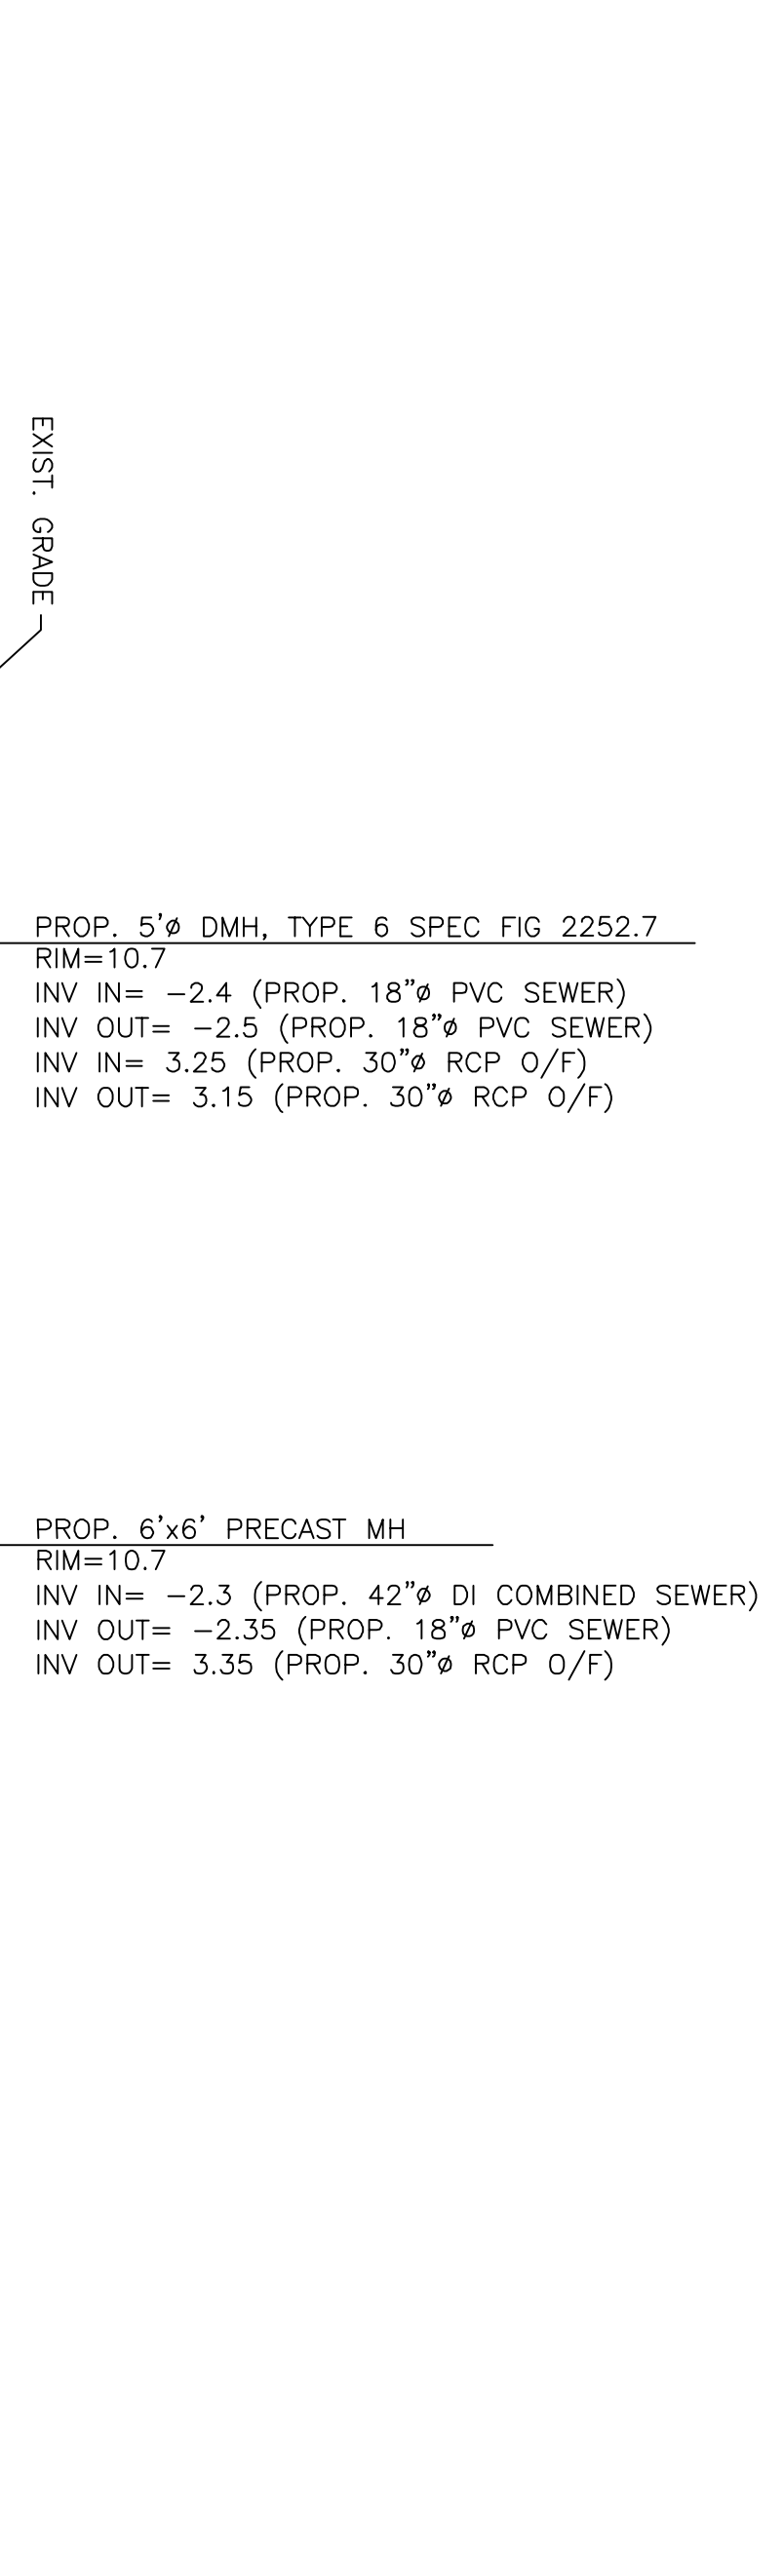 EXIST. GRADE
PROP. 5'ø DMH, TYPE 6 SPEC FIG 2252.7
RIM=10.7
INV IN= −2.4 (PROP. 18"ø PVC SEWER)
INV OUT= −2.5 (PROP. 18"ø PVC SEWER)
INV IN= 3.25 (PROP. 30"ø RCP O/F)
INV OUT= 3.15 (PROP. 30"ø RCP O/F)
PROP. 6'x6' PRECAST MH
RIM=10.7
INV IN= −2.3 (PROP. 42"ø DI COMBINED SEWER)
INV OUT= −2.35 (PROP. 18"ø PVC SEWER)
INV OUT= 3.35 (PROP. 30"ø RCP O/F)